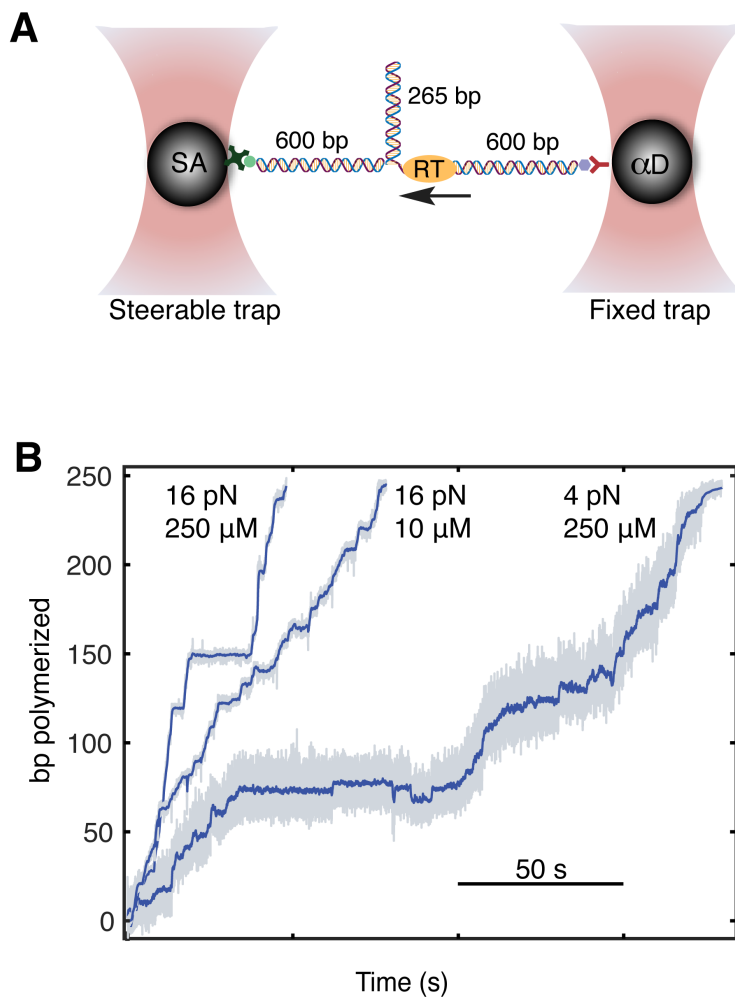 A
265 bp
600 bp
600 bp
SA
RT
αD
Steerable trap
Fixed trap
B
250
200
150
100
50
0
bp polymerized
16 pN
250 µM
16 pN
10 µM
4 pN
250 µM
50 s
Time (s)